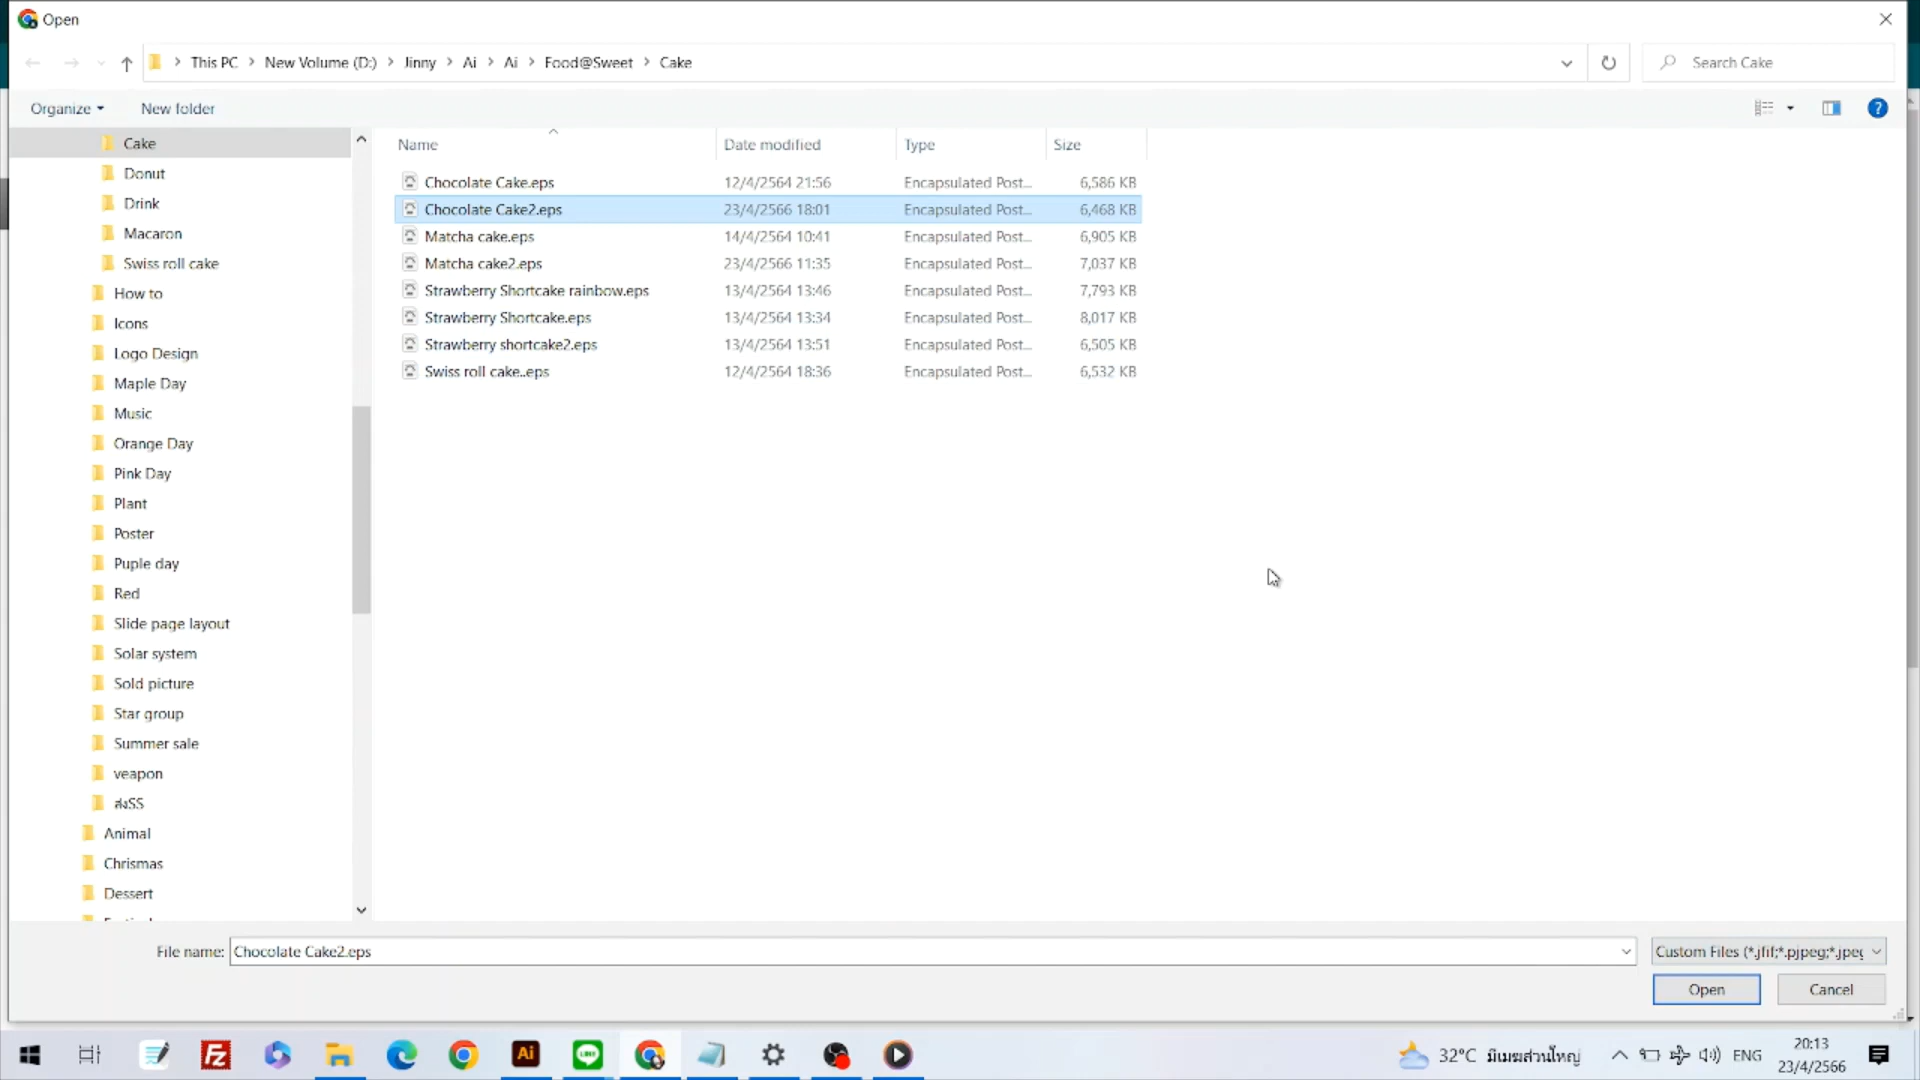 Open
This PC > New Volume (D:) > Jinny > Ai > Ai > Food@Sweet > Cake
Search Cake
Organize
New folder
Cake
Donut
Drink
Macaron
Swiss roll cake
How to
Icons
Logo Design
Maple Day
Music
Orange Day
Pink Day
Plant
Poster
Puple day
Red
Slide page layout
Solar system
Sold picture
Star group
Summer sale
veapon
ส่งSS
Animal
Chrismas
Dessert
Name Date modified Type Size
Chocolate Cake.eps 12/4/2564 21:56 Encapsulated Post... 6,586 KB
Chocolate Cake2.eps 23/4/2566 18:01 Encapsulated Post... 6,468 KB
Matcha cake.eps 14/4/2564 10:41 Encapsulated Post... 6,905 KB
Matcha cake2.eps 23/4/2566 11:35 Encapsulated Post... 7,037 KB
Strawberry Shortcake rainbow.eps 13/4/2564 13:46 Encapsulated Post... 7,793 KB
Strawberry Shortcake.eps 13/4/2564 13:34 Encapsulated Post... 8,017 KB
Strawberry shortcake2.eps 13/4/2564 13:51 Encapsulated Post... 6,505 KB
Swiss roll cake..eps 12/4/2564 18:36 Encapsulated Post... 6,532 KB
File name: Chocolate Cake2.eps
Custom Files (*.jfif;*.pjpeg;*.jpeg
Open
Cancel
32°C มีเมฆส่วนใหญ่
ENG
20:13
23/4/2566